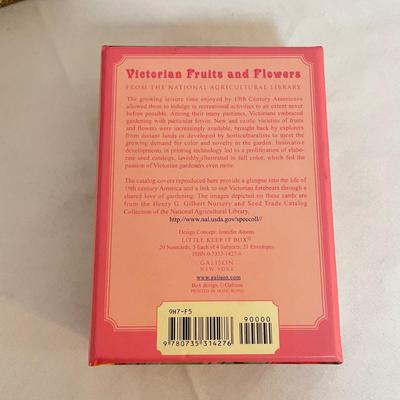 Victorian Fruits and Flowers
FROM THE NATIONAL AGRICULTURAL LIBRARY
The growing leisure time enjoyed by 19th Century Americans
allowed them to indulge in recreational activities to an extent never
before possible. Among their many pastimes, Victorians embraced
gardening with particular fervor. New and exotic varieties of fruits
and flowers were increasingly available, brought back by explorers
from distant lands or developed by horticulturalists to meet the
growing demand for color and novelty in the garden. Innovative
developments in printing technology led to a proliferation of elabo-
rate seed catalogs, lavishly illustrated in full color, which fed the
passion of Victorian gardeners even more.
The catalog covers reproduced here provide a glimpse into the life of
19th century America and a link to our Victorian forebears through a
shared love of gardening. The images depicted on these cards are
from the Henry G. Gilbert Nursery and Seed Trade Catalog
Collection of the National Agricultural Library.
http://www.nal.usda.gov/speccoll/
Design Concept: Jennifer Adams
LITTLE KEEP IT BOX®
20 Notecards, 5 Each of 4 Subjects; 21 Envelopes
ISBN 0-7353-1427-6
GALISON
NEW YORK
www.galison.com
Box design © Galison
PRINTED IN HONG KONG
9H7-F5
90000
9 780735 314276